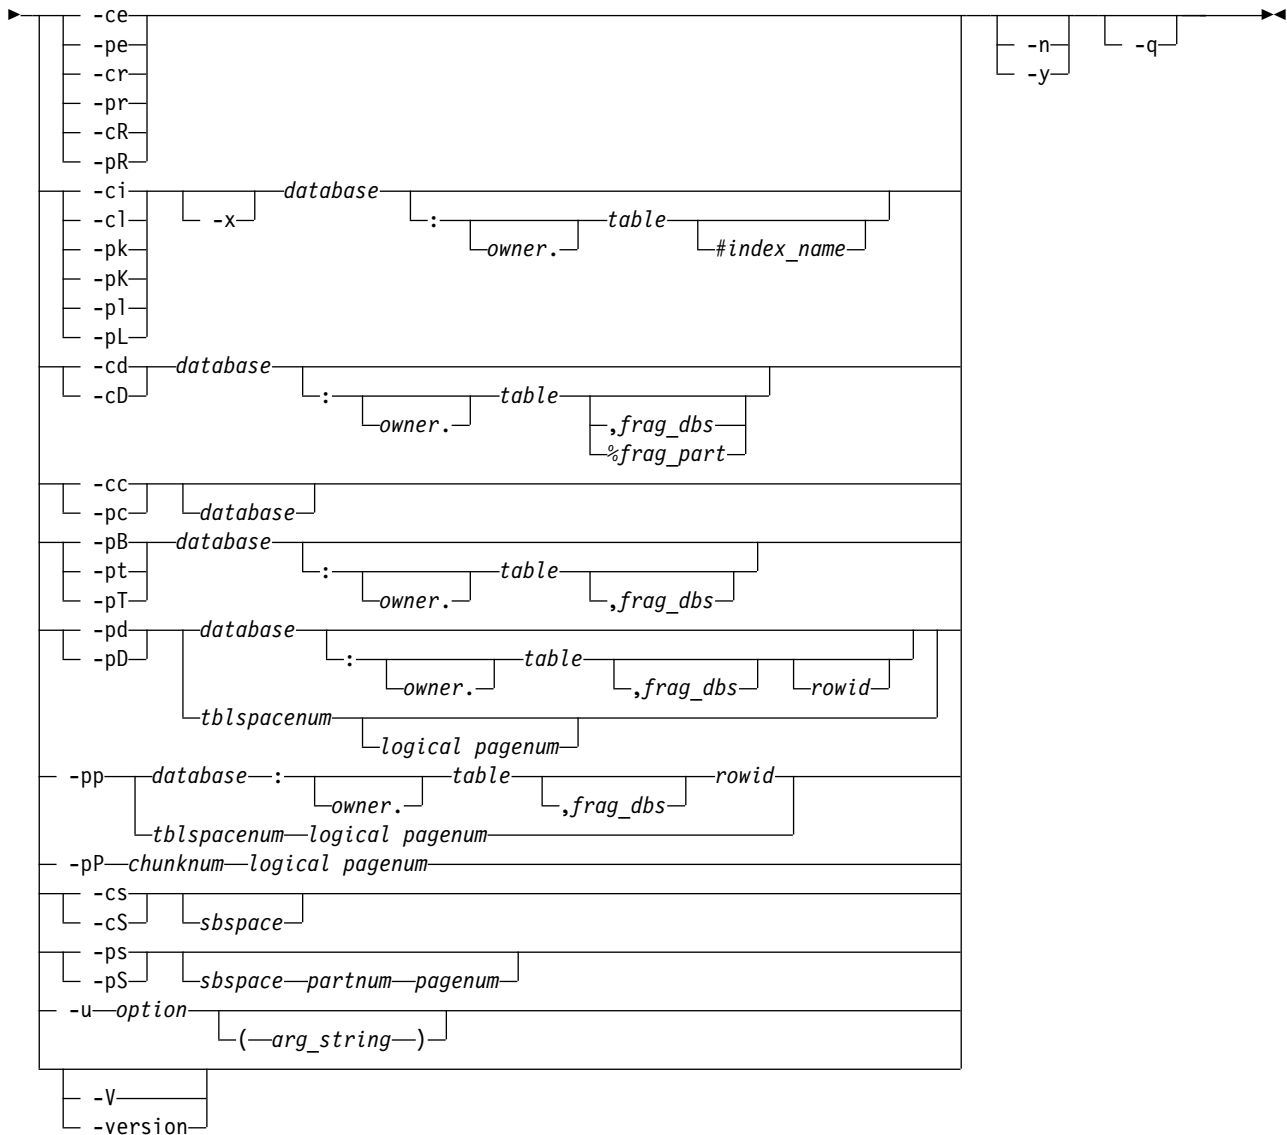 -ce
-pe -n -q
-cr -y
-pr
-cR
-pR
-ci database
-cl -x : table
-pk owner. #index_name
-pK
-pl
-pL
-cd database
-cD : table
owner. ,frag_dbs
%frag_part
-cc
-pc database
-pB database
-pt : table
-pT owner. ,frag_dbs
-pd database
-pD : table
owner. ,frag_dbs rowid
tblspacenum
logical pagenum
-pp database : table rowid
owner. ,frag_dbs
tblspacenum logical pagenum
-pP chunknum logical pagenum
-cs
-cS sbspace
-ps
-pS sbspace partnum pagenum
-u option
( arg_string )
-V
-version